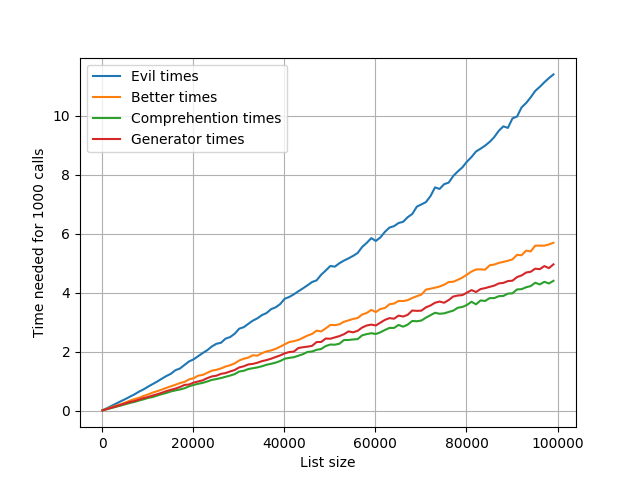 Evil times
Better times
Comprehention times
Generator times
Time needed for 1000 calls
10
8
6
4
2
0
0 20000 40000 60000 80000 100000
List size